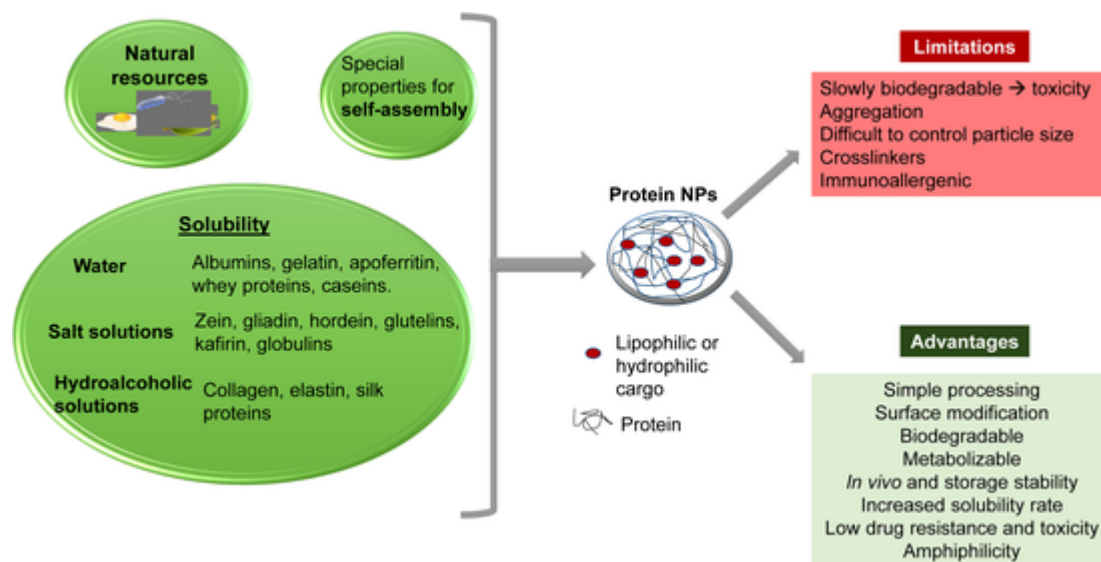 Natural
resources
Special
properties for
self-assembly
Solubility
Water
Albumins, gelatin, apoferritin,
whey proteins, caseins.
Salt solutions
Zein, gliadin, hordein, glutelins,
kafirin, globulins
Hydroalcoholic
solutions
Collagen, elastin, silk
proteins
Protein NPs
Lipophilic or
hydrophilic
cargo
Protein
Limitations
Slowly biodegradable → toxicity
Aggregation
Difficult to control particle size
Crosslinkers
Immunoallergenic
Advantages
Simple processing
Surface modification
Biodegradable
Metabolizable
In vivo and storage stability
Increased solubility rate
Low drug resistance and toxicity
Amphiphilicity